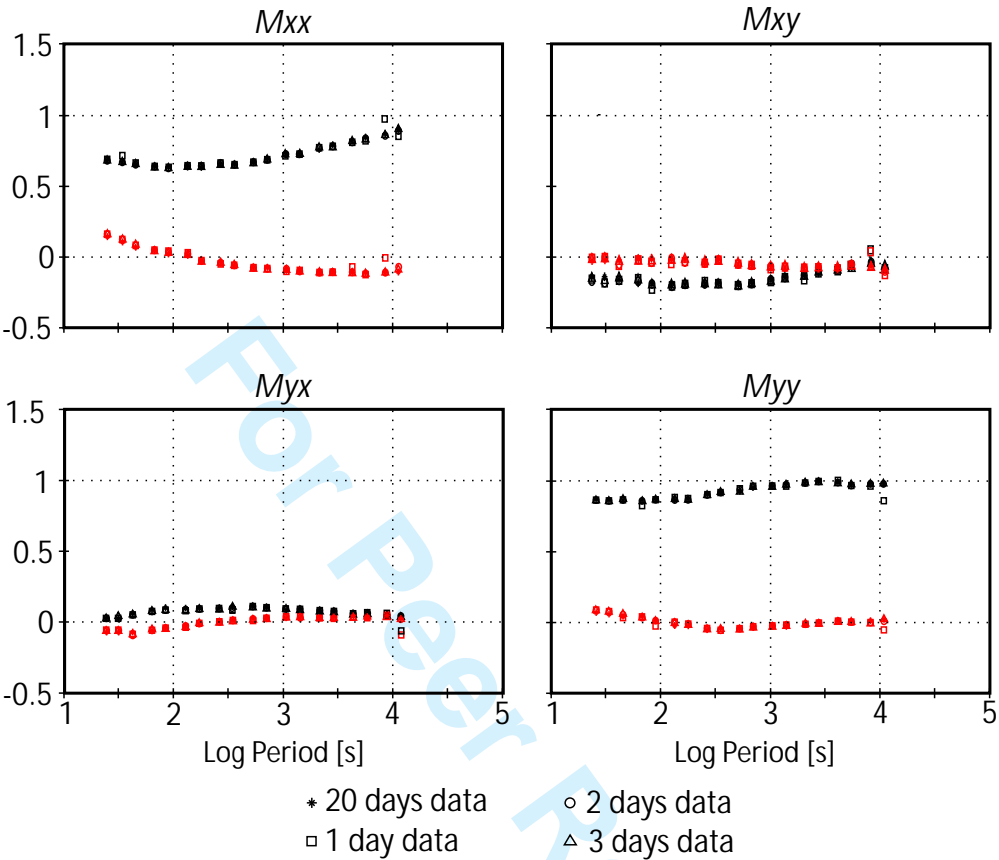 Mxx
Mxy
1.5
1
0.5
0
-0.5
Myx
Myy
1.5
1
0.5
0
-0.5
1 2 3 4 5
1 2 3 4 5
Log Period [s]
Log Period [s]
* 20 days data
○ 2 days data
□ 1 day data
△ 3 days data
For Peer R